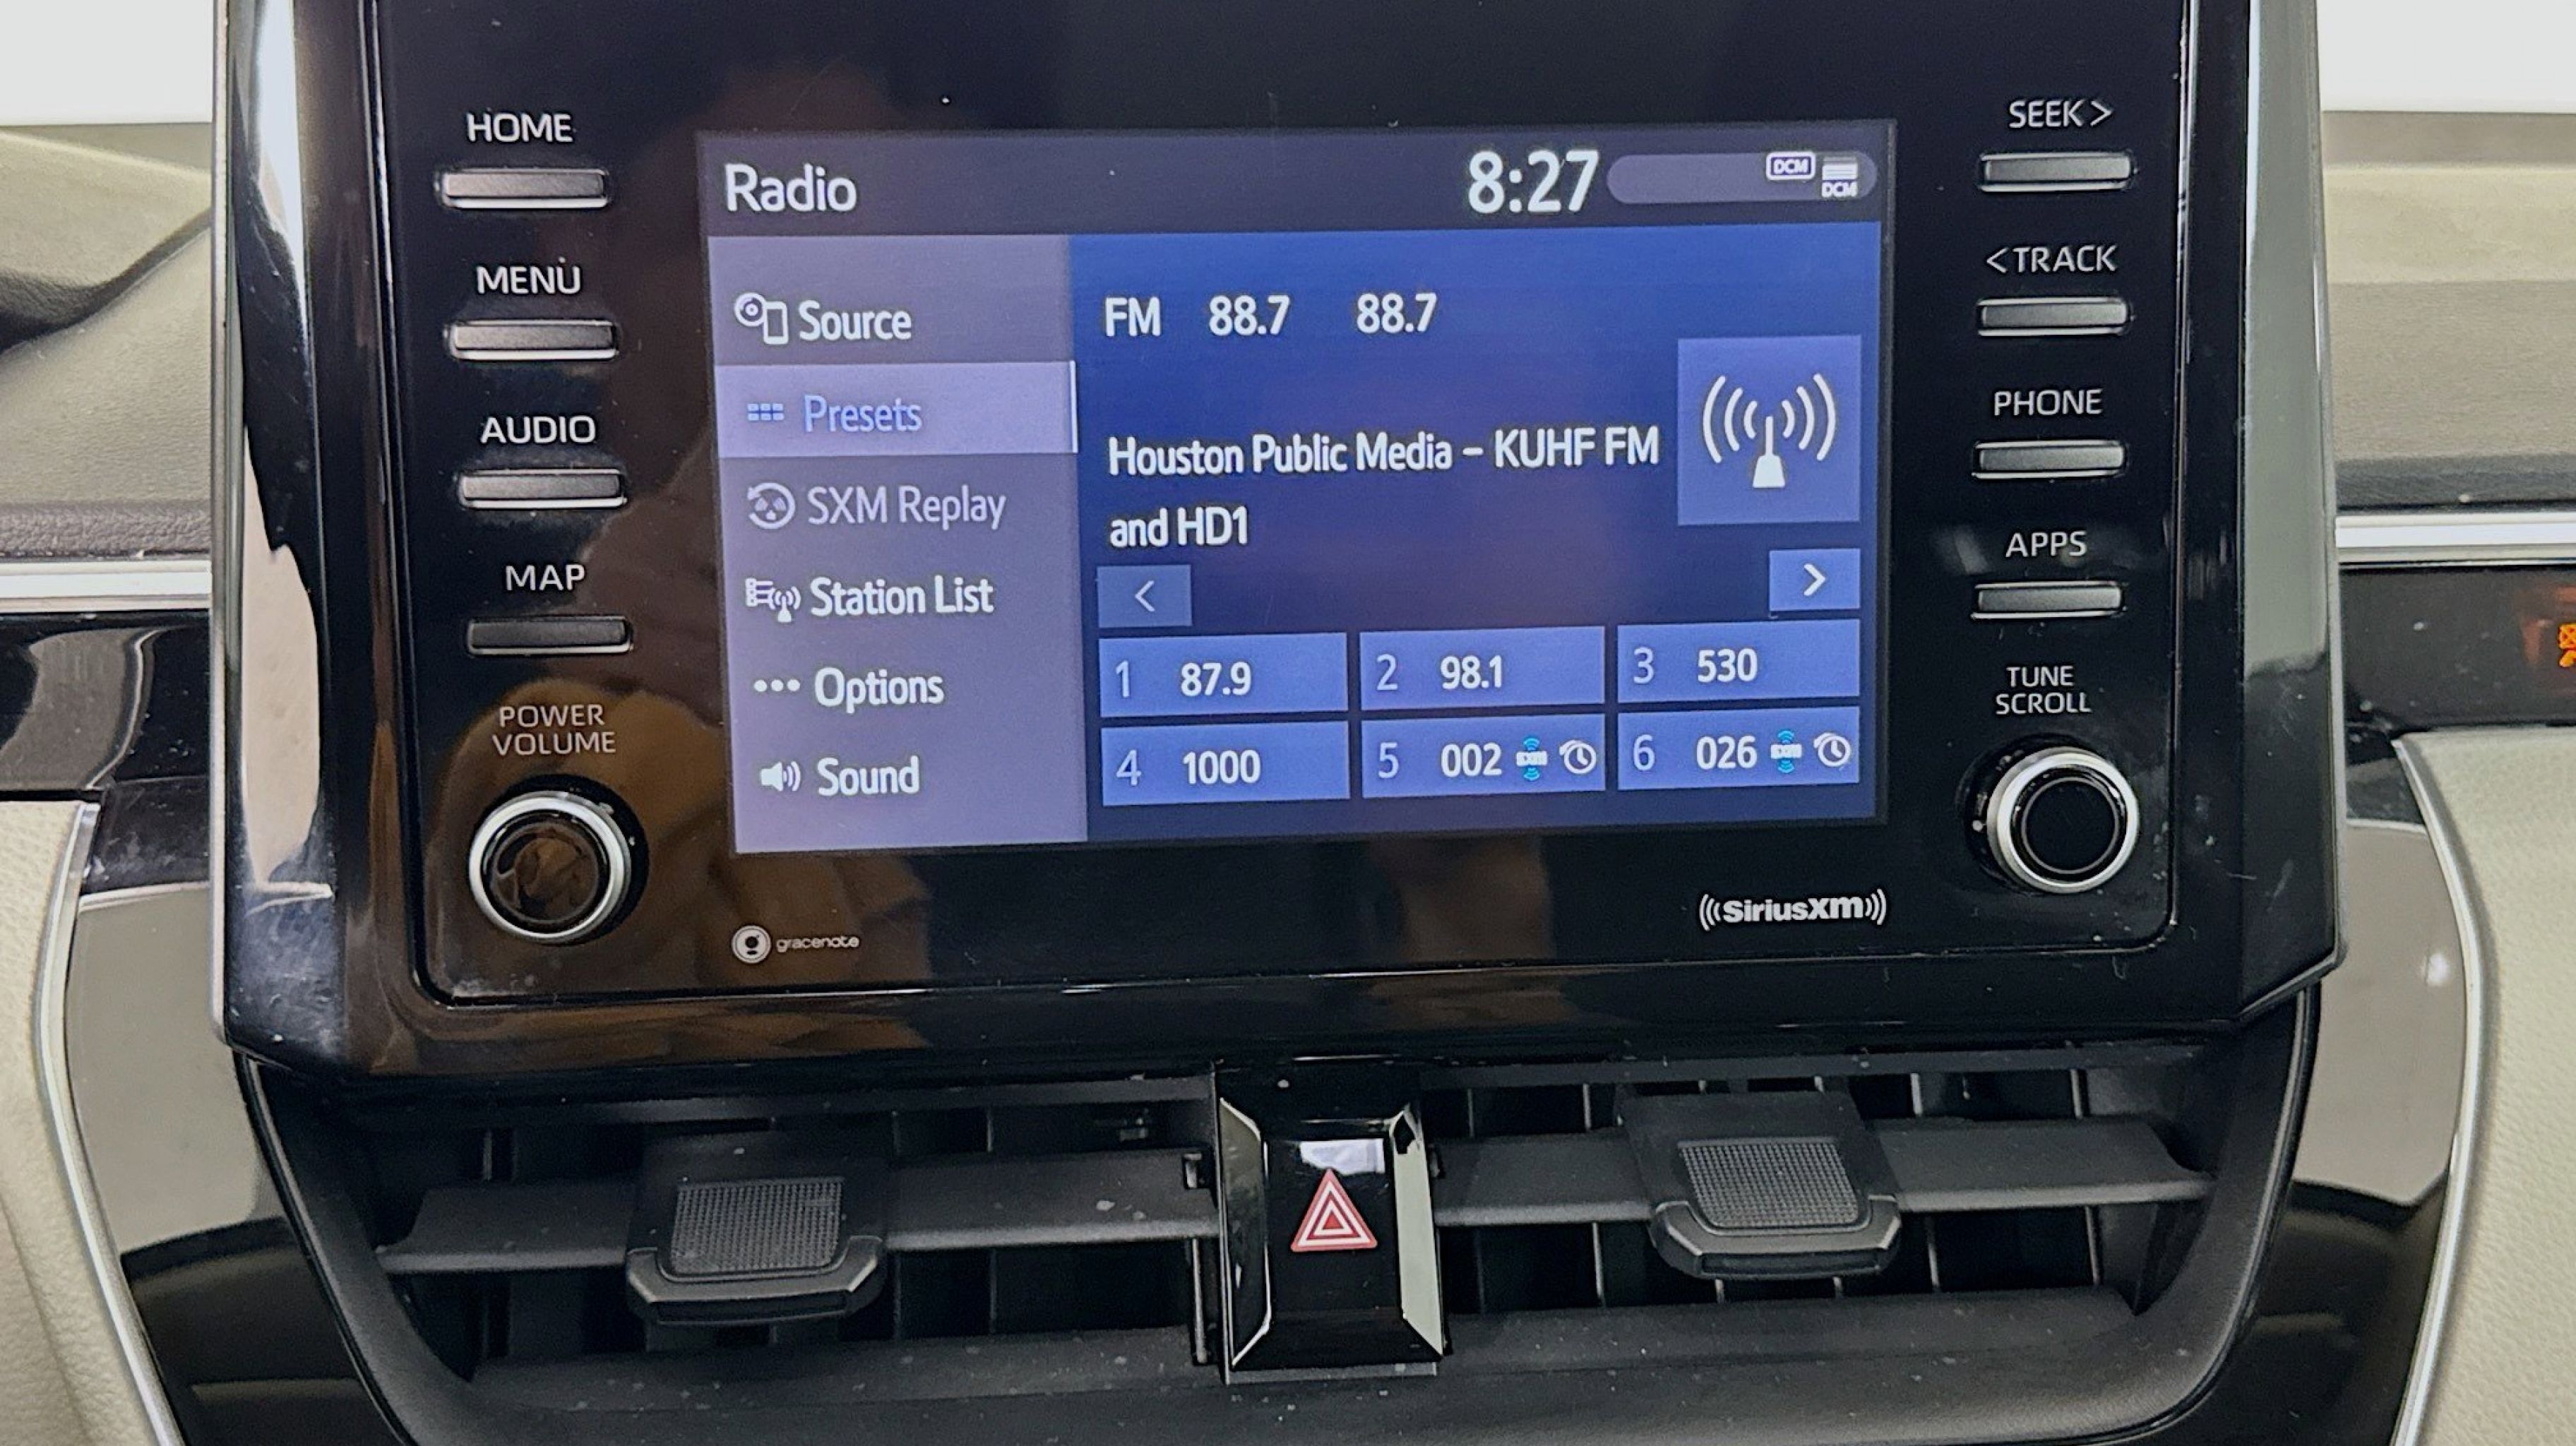 HOME
MENU
AUDIO
MAP
POWER
VOLUME
Radio
8:27
DCM
DCM
Source
Presets
SXM Replay
Station List
Options
Sound
FM 88.7 88.7
Houston Public Media – KUHF FM
and HD1
<
>
1 87.9
2 98.1
3 530
4 1000
5 002 SXM
6 026 SXM
gracenote
((SiriusXM))
SEEK >
< TRACK
PHONE
APPS
TUNE
SCROLL